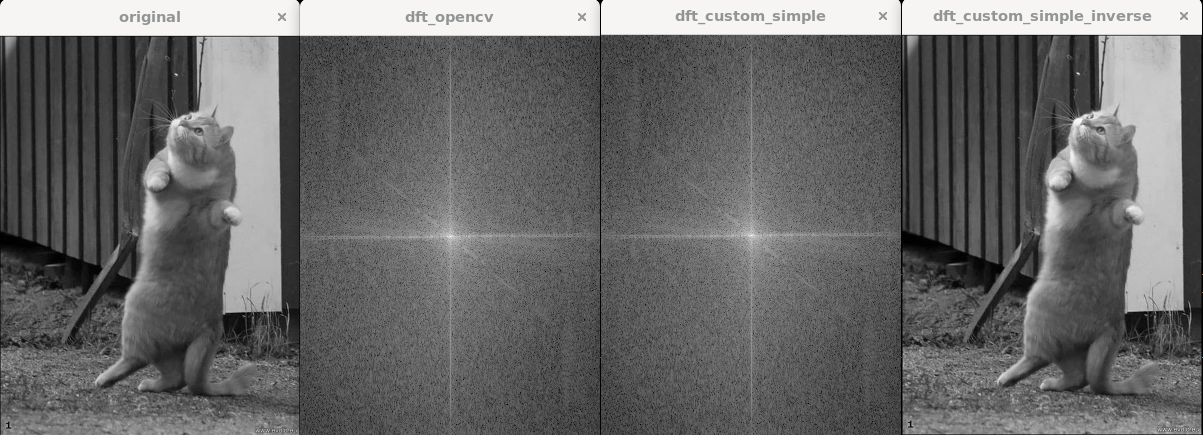 original ×
dft_opencv ×
dft_custom_simple ×
dft_custom_simple_inverse ×
1
1